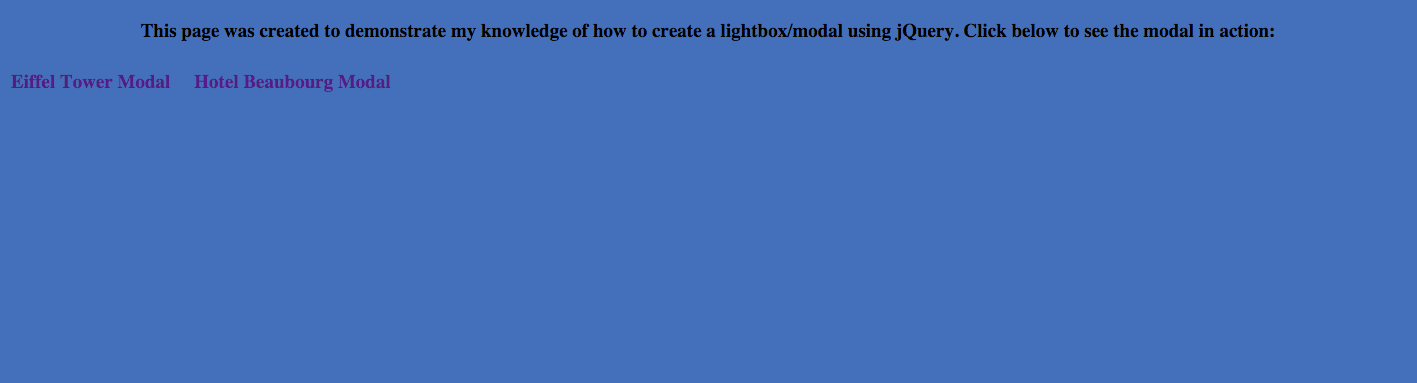 This page was created to demonstrate my knowledge of how to create a lightbox/modal using jQuery. Click below to see the modal in action:
Eiffel Tower Modal Hotel Beaubourg Modal